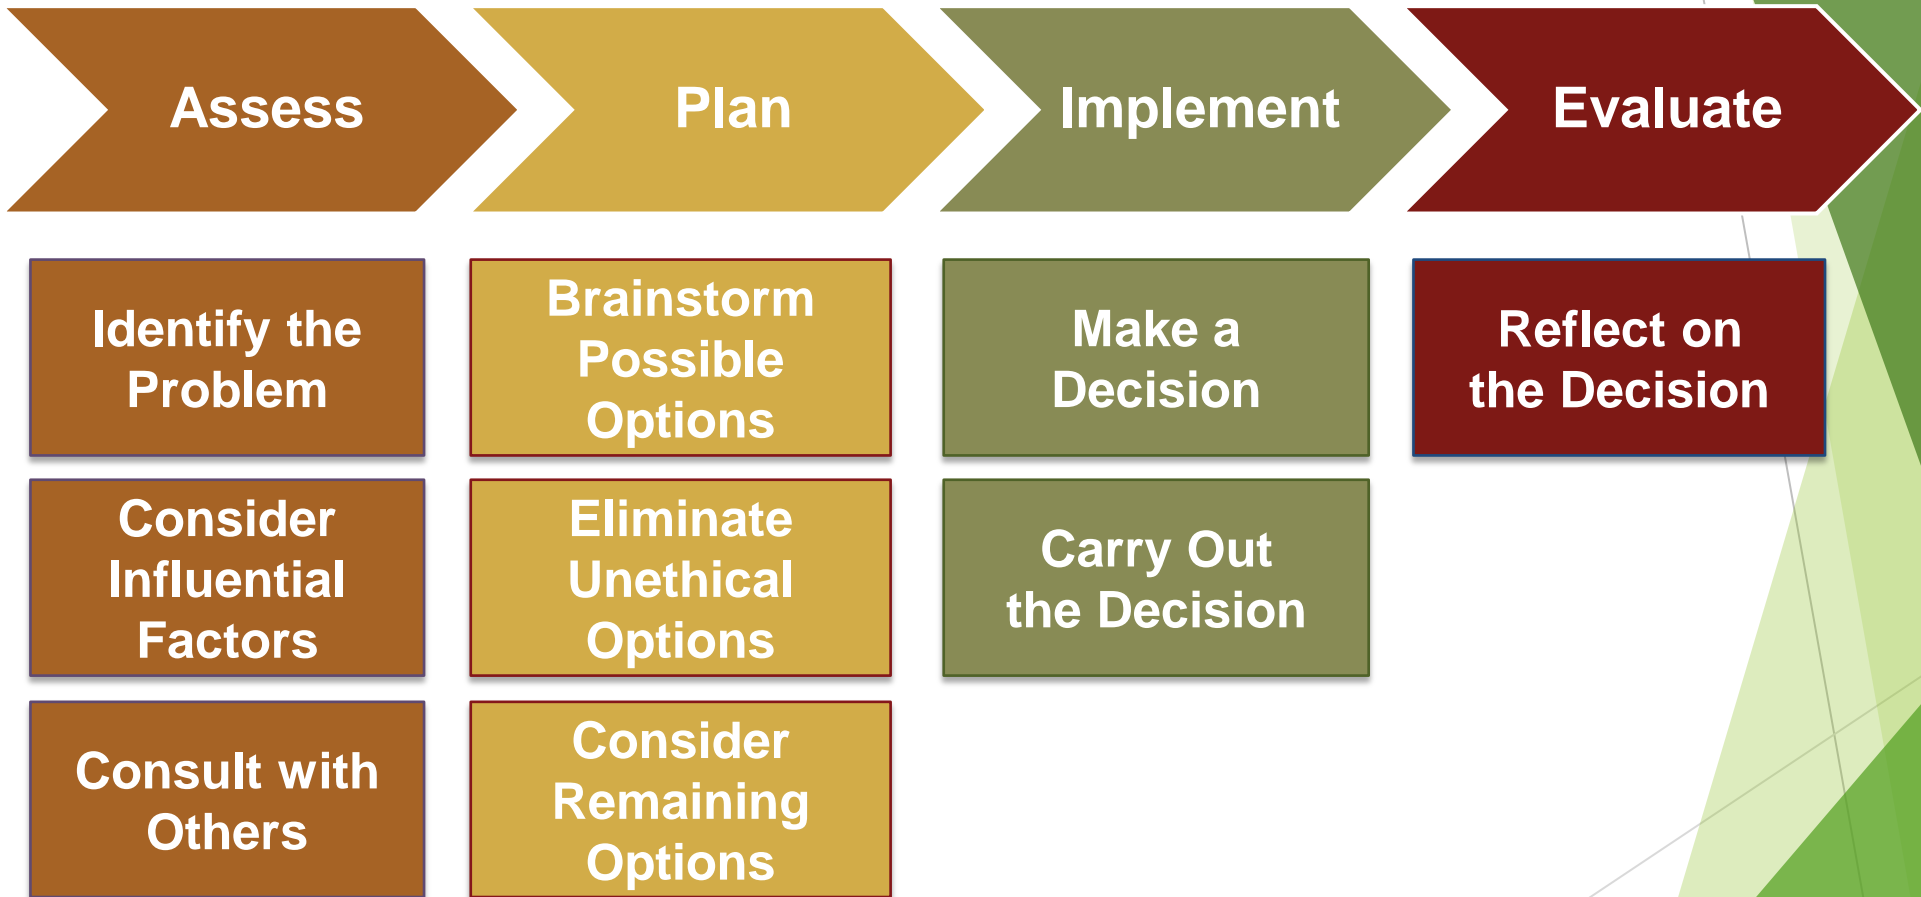 Assess
Plan
Implement
Evaluate
Identify the
Problem
Consider
Influential
Factors
Consult with
Others
Brainstorm
Possible
Options
Eliminate
Unethical
Options
Consider
Remaining
Options
Make a
Decision
Carry Out
the Decision
Reflect on
the Decision